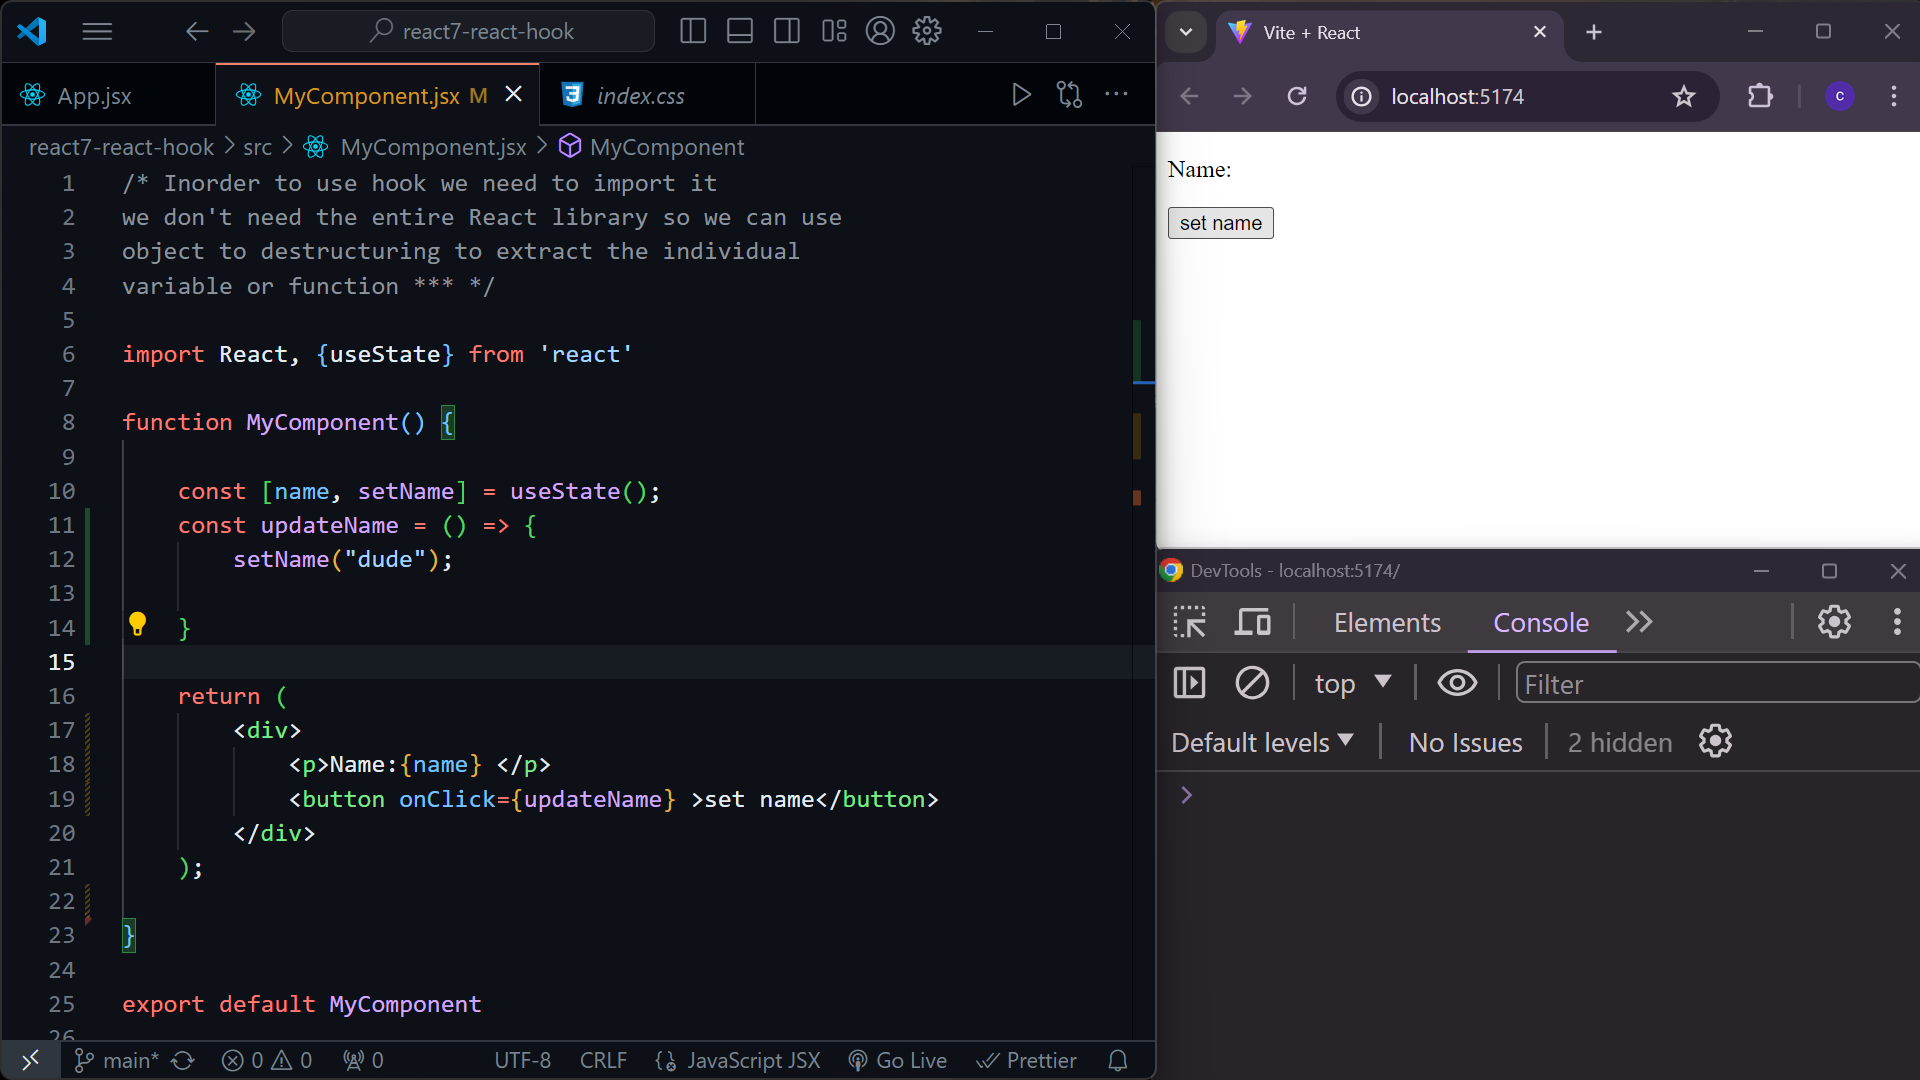 react7-react-hook
App.jsx
MyComponent.jsx M
index.css
react7-react-hook > src > MyComponent.jsx > MyComponent
1 /* Inorder to use hook we need to import it
2 we don't need the entire React library so we can use
3 object to destructuring to extract the individual
4 variable or function *** */
5
6 import React, {useState} from 'react'
7
8 function MyComponent() {
9
10 const [name, setName] = useState();
11 const updateName = () => {
12 setName("dude");
13
14 }
15
16 return (
17 <div>
18 <p>Name:{name} </p>
19 <button onClick={updateName} >set name</button>
20 </div>
21 );
22
23 }
24
25 export default MyComponent
26
main* 0 0 0 UTF-8 CRLF JavaScript JSX Go Live Prettier
Vite + React
localhost:5174
c
Name:
set name
DevTools - localhost:5174/
Elements Console
top Filter
Default levels No Issues 2 hidden